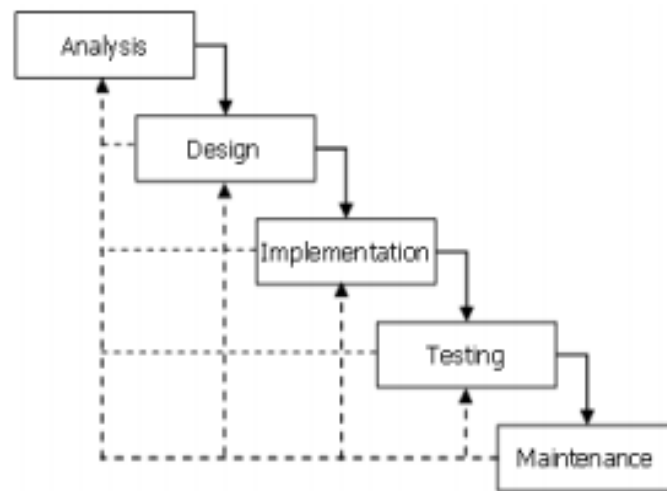 Analysis
Design
Implementation
Testing
Maintenance